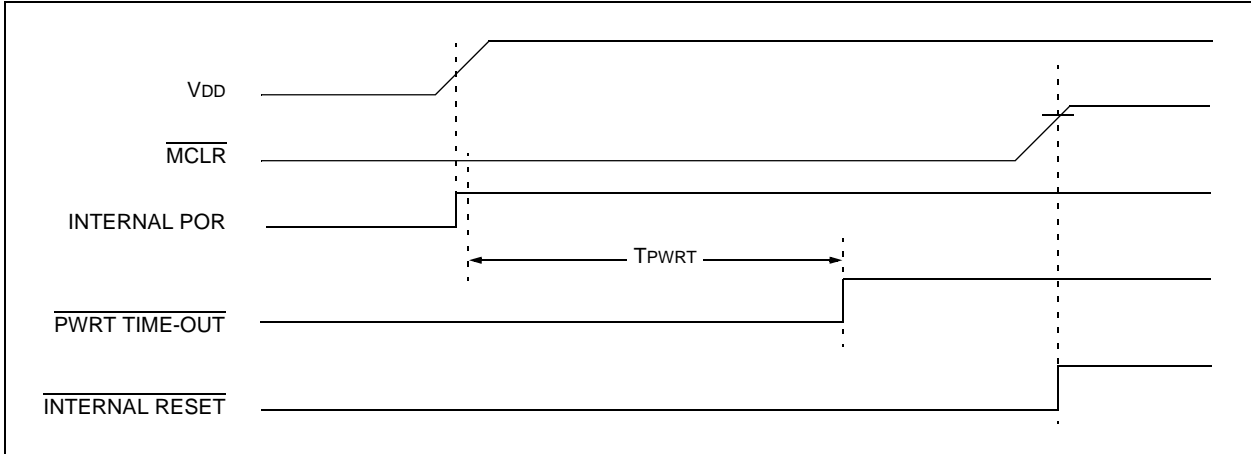 VDD
MCLR
INTERNAL POR
TPWRT
PWRT TIME-OUT
INTERNAL RESET